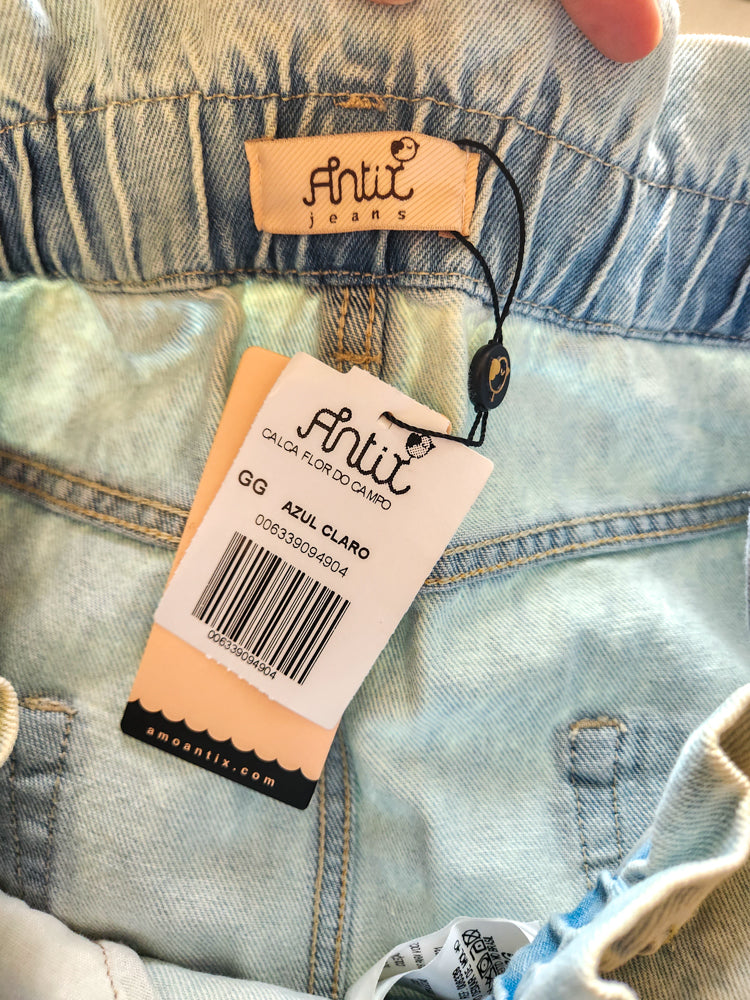 Antix
jeans
Antix
CALCA FLOR DO CAMPO
GG
AZUL CLARO
006339094904
006339094904
amoantix.com